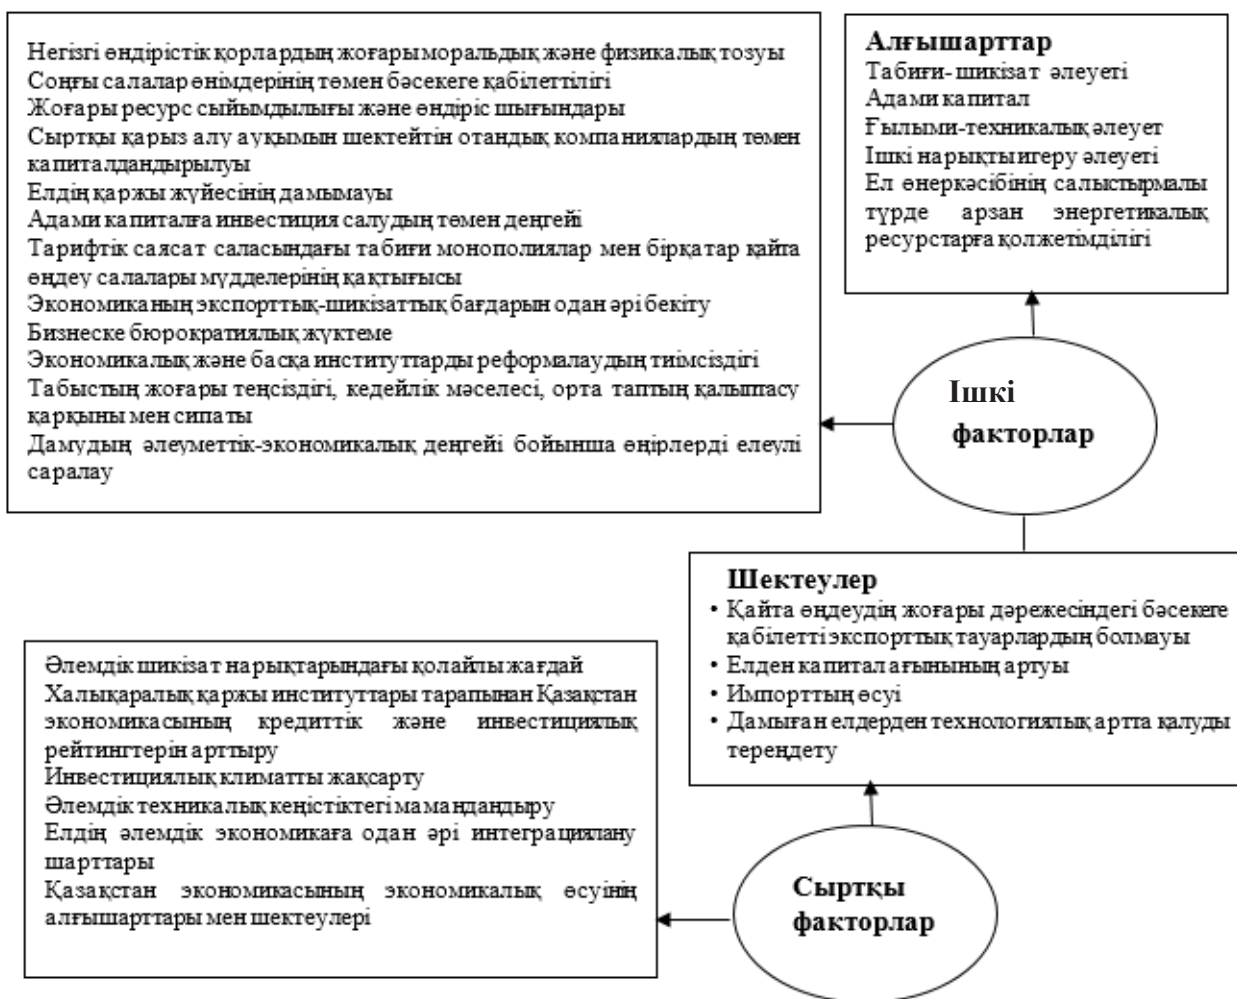 Негізгі өндірістік қорлардың жоғары моральдық және физикалық тозуы
Соңғы салалар өнімдерінің төмен бәсекеге қабілеттілігі
Жоғары ресурс сыйымдылығы және өндіріс шығындары
Сыртқы қарыз алу ауқымын шектейтін отандық компаниялардың төмен
капиталдандырылуы
Елдің қаржы жүйесінің дамымауы
Адами капиталға инвестиция салудың төмен деңгейі
Тарифтік саясат саласындағы табиғи монополиялар мен бірқатар қайта
өңдеу салалары мүдделерінің қақтығысы
Экономиканың экспорттық-шикізаттық бағдарын одан әрі бекіту
Бизнеске бюрократиялық жүктеме
Экономикалық және басқа институттарды реформалаудың тиімсіздігі
Табыстың жоғары теңсіздігі, кедейлік мәселесі, орта таптың қалыптасу
қарқыны мен сипаты
Дамудың әлеуметтік-экономикалық деңгейі бойынша өңірлерді елеулі
саралау
Алғышарттар
Табиғи- шикізат әлеуеті
Адами капитал
Ғылыми-техникалық әлеует
Ішкі нарықты игеру әлеуеті
Ел өнеркәсібінің салыстырмалы
түрде арзан энергетикалық
ресурстарға қолжетімділігі
Ішкі
факторлар
Шектеулер
• Қайта өңдеудің жоғары дәрежесіндегі бәсекеге
қабілетті экспорттық тауарлардың болмауы
• Елден капитал ағынының артуы
• Импорттың өсуі
• Дамыған елдерден технологиялық артта қалуды
тереңдету
Әлемдік шикізат нарықтарындағы қолайлы жағдай
Халықаралық қаржы институттары тарапынан Қазақстан
экономикасының кредиттік және инвестициялық
рейтингтерін арттыру
Инвестициялық климатты жақсарту
Әлемдік техникалық кеңістіктегі мамандандыру
Елдің әлемдік экономикаға одан әрі интеграциялану
шарттары
Қазақстан экономикасының экономикалық өсуінің
алғышарттары мен шектеулері
Сыртқы
факторлар